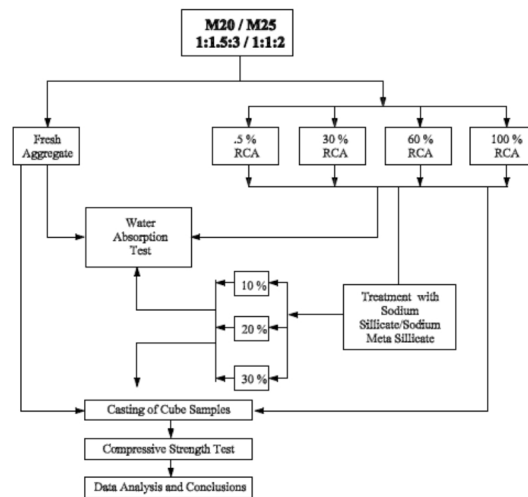 M20 / M25
1:1.5:3 / 1:1:2
Fresh
Aggregate
.5 %
RCA
30 %
RCA
60 %
RCA
100 %
RCA
Water
Absorption
Test
10 %
20 %
30 %
Treatment with
Sodium
Sillicate/Sodium
Meta Sillicate
Casting of Cube Samples
Compressive Strength Test
Data Analysis and Conclusions